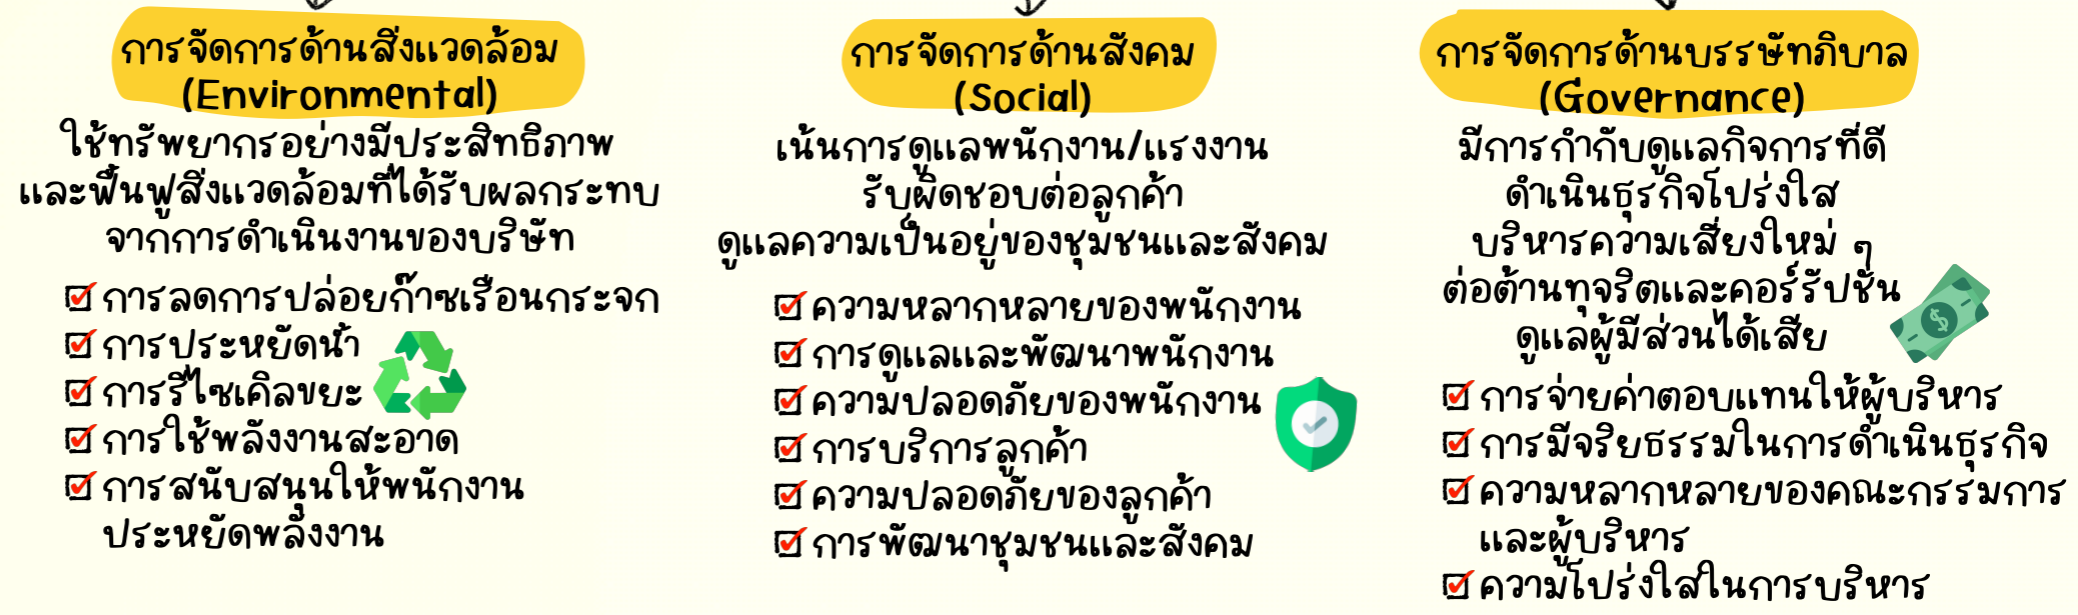 การจัดการด้านสิ่งแวดล้อม
(Environmental)
ใช้ทรัพยากรอย่างมีประสิทธิภาพ
และฟื้นฟูสิ่งแวดล้อมที่ได้รับผลกระทบ
จากการดำเนินงานของบริษัท
การลดการปล่อยก๊าซเรือนกระจก
การประหยัดน้ำ
การรีไซเคิลขยะ
การใช้พลังงานสะอาด
การสนับสนุนให้พนักงาน
ประหยัดพลังงาน
การจัดการด้านสังคม
(Social)
เน้นการดูแลพนักงาน/แรงงาน
รับผิดชอบต่อลูกค้า
ดูแลความเป็นอยู่ของชุมชนและสังคม
ความหลากหลายของพนักงาน
การดูแลและพัฒนาพนักงาน
ความปลอดภัยของพนักงาน
การบริการลูกค้า
ความปลอดภัยของลูกค้า
การพัฒนาชุมชนและสังคม
การจัดการด้านบรรษัทภิบาล
(Governance)
มีการกำกับดูแลกิจการที่ดี
ดำเนินธุรกิจโปร่งใส
บริหารความเสี่ยงใหม่ ๆ
ต่อต้านทุจริตและคอร์รัปชั่น
ดูแลผู้มีส่วนได้เสีย
การจ่ายค่าตอบแทนให้ผู้บริหาร
การมีจริยธรรมในการดำเนินธุรกิจ
ความหลากหลายของคณะกรรมการ
และผู้บริหาร
ความโปร่งใสในการบริหาร